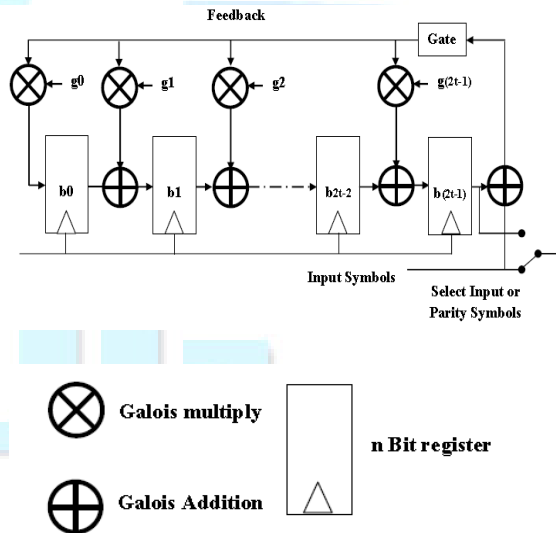 Feedback
Gate
g0
g1
g2
g(2t-1)
b0
b1
b2t-2
b(2t-1)
Input Symbols
Select Input or
Parity Symbols
Galois multiply
n Bit register
Galois Addition